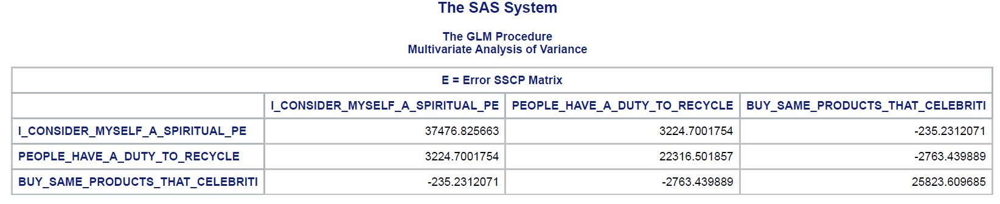 The SAS System
The GLM Procedure
Multivariate Analysis of Variance
E = Error SSCP Matrix
I_CONSIDER_MYSELF_A_SPIRITUAL_PE PEOPLE_HAVE_A_DUTY_TO_RECYCLE BUY_SAME_PRODUCTS_THAT_CELEBRITI
I_CONSIDER_MYSELF_A_SPIRITUAL_PE 37476.825663 3224.7001754 -235.2312071
PEOPLE_HAVE_A_DUTY_TO_RECYCLE 3224.7001754 22316.501857 -2763.439889
BUY_SAME_PRODUCTS_THAT_CELEBRITI -235.2312071 -2763.439889 25823.609685